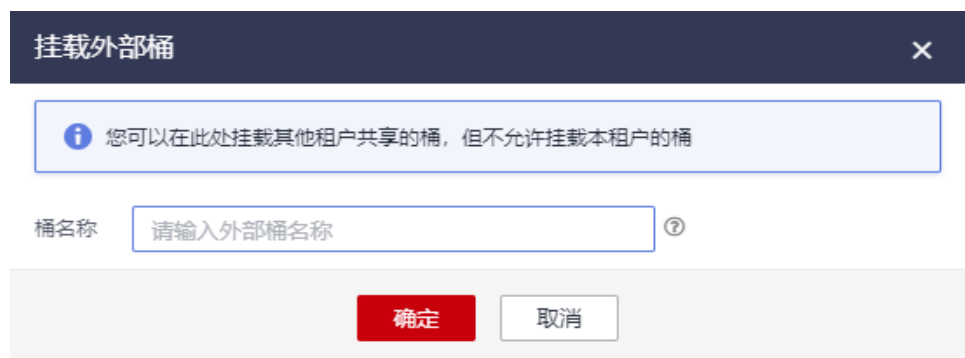 挂载外部桶
您可以在此处挂载其他租户共享的桶，但不允许挂载本租户的桶
桶名称 请输入外部桶名称
确定 取消